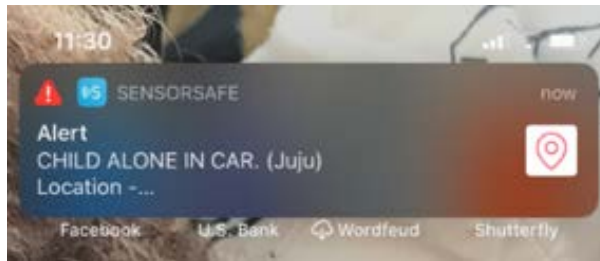 11:30
SENSORSAFE now
Alert
CHILD ALONE IN CAR. (Juju)
Location -...
Facebook U.S. Bank Wordfeud Shutterfly